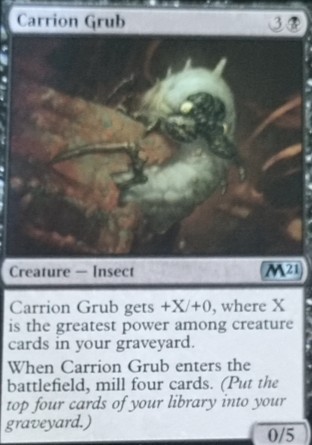 Carrion Grub 3
Creature — Insect M21
Carrion Grub gets +X/+0, where X
is the greatest power among creature
cards in your graveyard.
When Carrion Grub enters the
battlefield, mill four cards. (Put the
top four cards of your library into your
graveyard.)
0/5